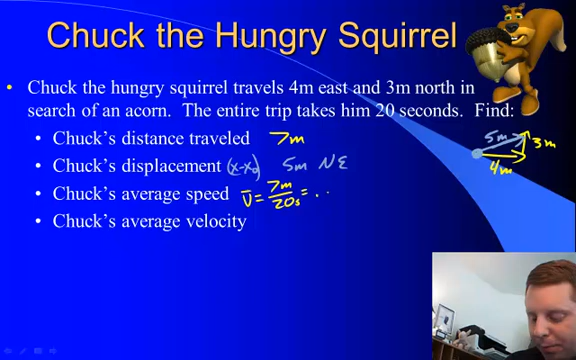 Chuck the Hungry Squirrel
• Chuck the hungry squirrel travels 4m east and 3m north in
search of an acorn. The entire trip takes him 20 seconds. Find:
• Chuck's distance traveled 7m
5m 3m
4m
• Chuck's displacement (x-x₀) 5m NE
• Chuck's average speed v̄ = 7m/20s = ..
• Chuck's average velocity